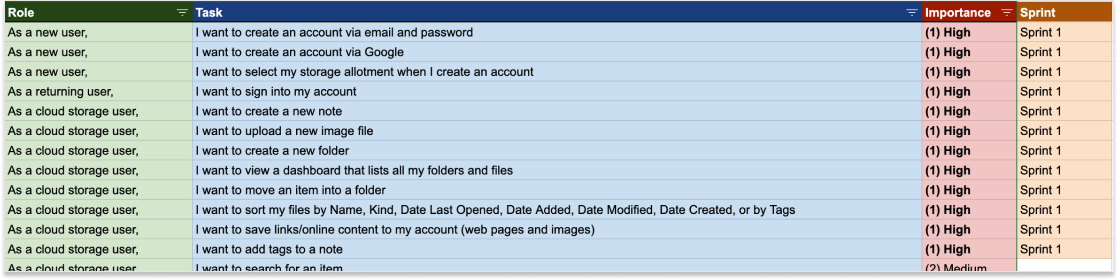 Role Task Importance Sprint
As a new user, I want to create an account via email and password (1) High Sprint 1
As a new user, I want to create an account via Google (1) High Sprint 1
As a new user, I want to select my storage allotment when I create an account (1) High Sprint 1
As a returning user, I want to sign into my account (1) High Sprint 1
As a cloud storage user, I want to create a new note (1) High Sprint 1
As a cloud storage user, I want to upload a new image file (1) High Sprint 1
As a cloud storage user, I want to create a new folder (1) High Sprint 1
As a cloud storage user, I want to view a dashboard that lists all my folders and files (1) High Sprint 1
As a cloud storage user, I want to move an item into a folder (1) High Sprint 1
As a cloud storage user, I want to sort my files by Name, Kind, Date Last Opened, Date Added, Date Modified, Date Created, or by Tags (1) High Sprint 1
As a cloud storage user, I want to save links/online content to my account (web pages and images) (1) High Sprint 1
As a cloud storage user, I want to add tags to a note (1) High Sprint 1
As a cloud storage user, I want to search for an item (2) Medium